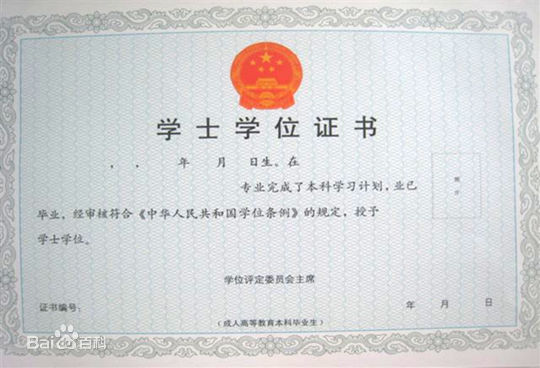 学士学位证书
， ， 年 月 日生。在
专业完成了本科学习计划，业已
毕业，经审核符合《中华人民共和国学位条例》的规定，授予
学士学位。
照
片
学位评定委员会主席
证书编号：
年 月 日
（成人高等教育本科毕业生）
Bai百科